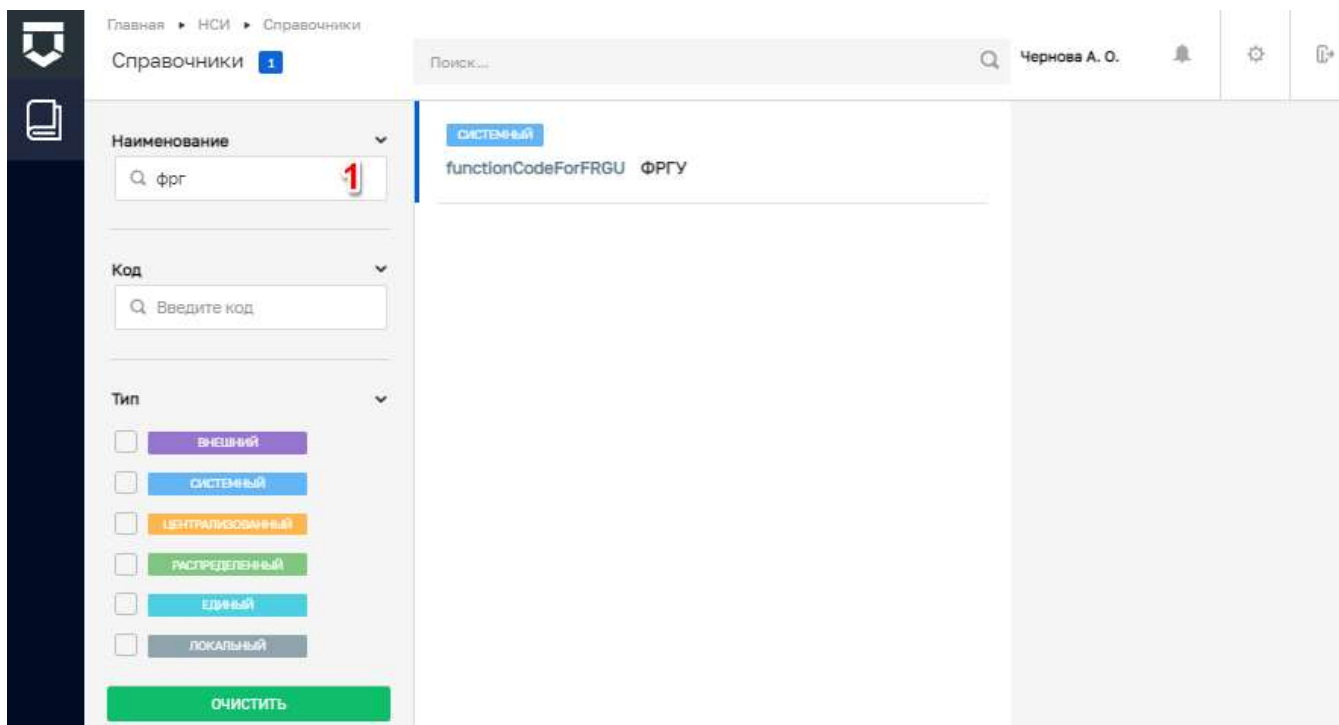 Главная ▸ НСИ ▸ Справочники
Справочники 1
Поиск...
Чернова А. О.
Наименование
фрг
1
Код
Введите код
Тип
ВНЕШНИЙ
СИСТЕМНЫЙ
ЦЕНТРАЛИЗОВАННЫЙ
РАСПРЕДЕЛЕННЫЙ
ЕДИНЫЙ
ЛОКАЛЬНЫЙ
ОЧИСТИТЬ
СИСТЕМНЫЙ
functionCodeForFRGU ФРГУ